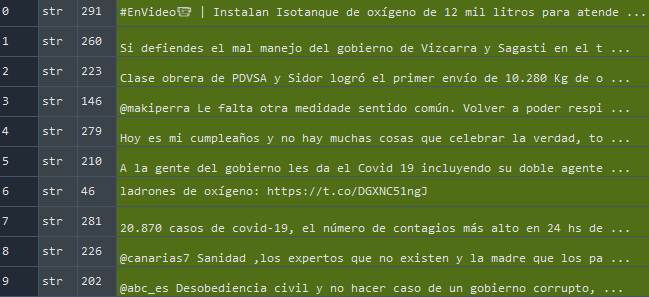 0 str 291 #EnVideo📹 | Instalan Isotanque de oxígeno de 12 mil litros para atende ...
1 str 260 Si defiendes el mal manejo del gobierno de Vizcarra y Sagasti en el t ...
2 str 223 Clase obrera de PDVSA y Sidor logró el primer envío de 10.280 Kg de o ...
3 str 146 @makiperra Le falta otra medidade sentido común. Volver a poder respi ...
4 str 279 Hoy es mi cumpleaños y no hay muchas cosas que celebrar la verdad, to ...
5 str 210 A la gente del gobierno les da el Covid 19 incluyendo su doble agente ...
6 str 46 ladrones de oxígeno: https://t.co/DGXNC51ngJ
7 str 281 20.870 casos de covid-19, el número de contagios más alto en 24 hs de ...
8 str 226 @canarias7 Sanidad ,los expertos que no existen y la madre que los pa ...
9 str 202 @abc_es Desobediencia civil y no hacer caso de un gobierno corrupto, ...